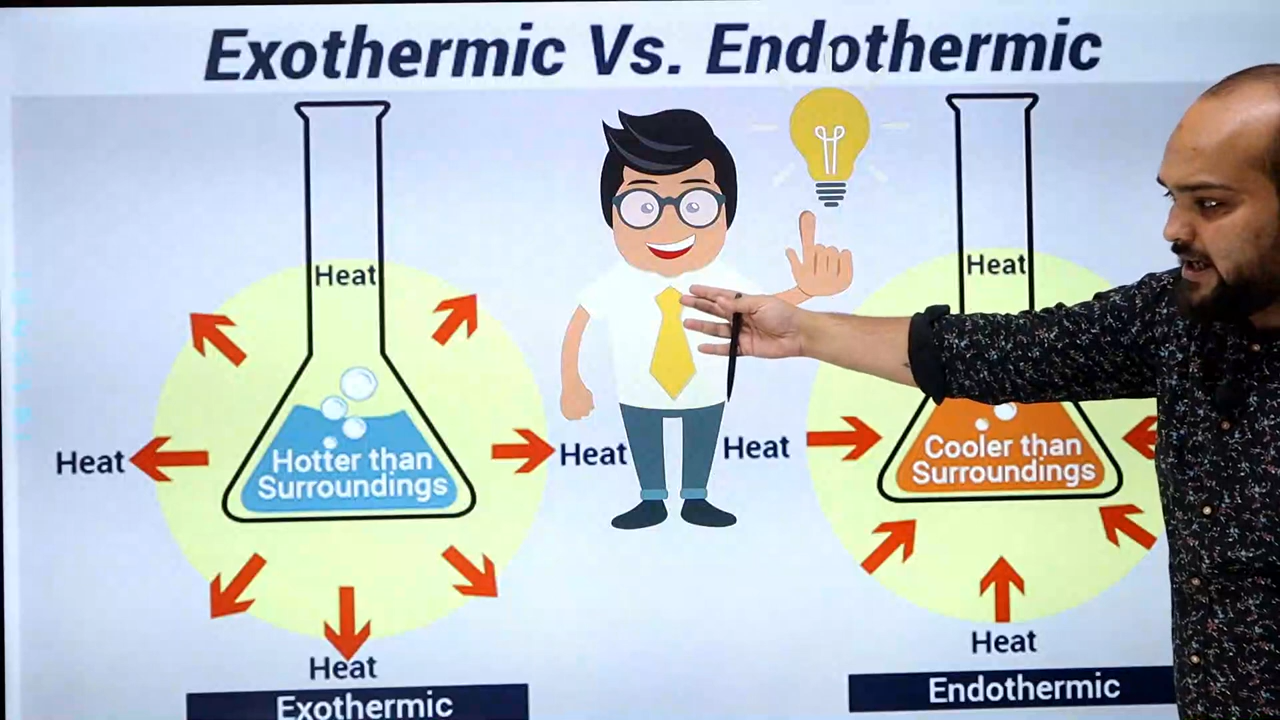 Exothermic Vs. Endothermic
Heat
Heat
Hotter than
Surroundings
Heat
Heat
Exothermic
Heat
Heat
Cooler than
Surroundings
Heat
Endothermic